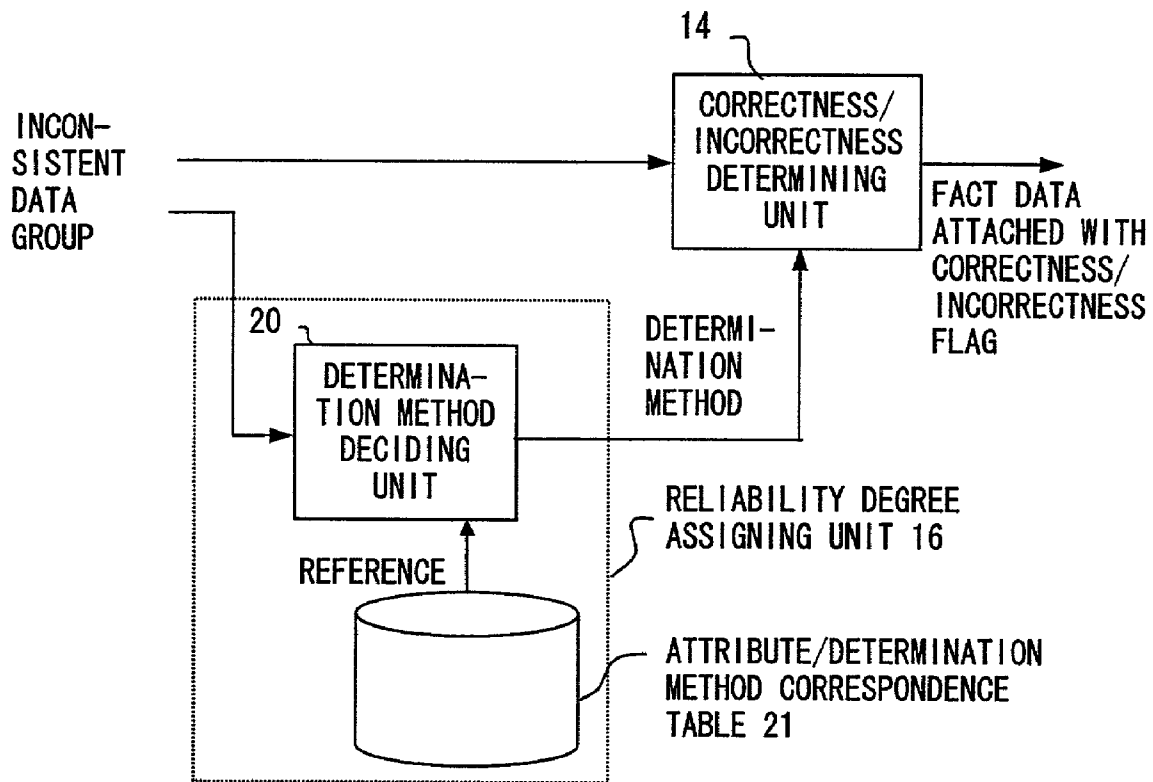 14
CORRECTNESS/
INCORRECTNESS
DETERMINING
UNIT
INCON-
SISTENT
DATA
GROUP
FACT DATA
ATTACHED WITH
CORRECTNESS/
INCORRECTNESS
FLAG
20
DETERMINA-
TION METHOD
DECIDING
UNIT
DETERMI-
NATION
METHOD
REFERENCE
RELIABILITY DEGREE
ASSIGNING UNIT 16
ATTRIBUTE/DETERMINATION
METHOD CORRESPONDENCE
TABLE 21